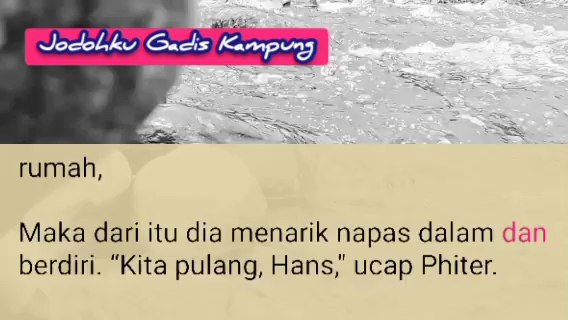 Jodohku Gadis Kampung
rumah,
Maka dari itu dia menarik napas dalam dan
berdiri. “Kita pulang, Hans," ucap Phiter.